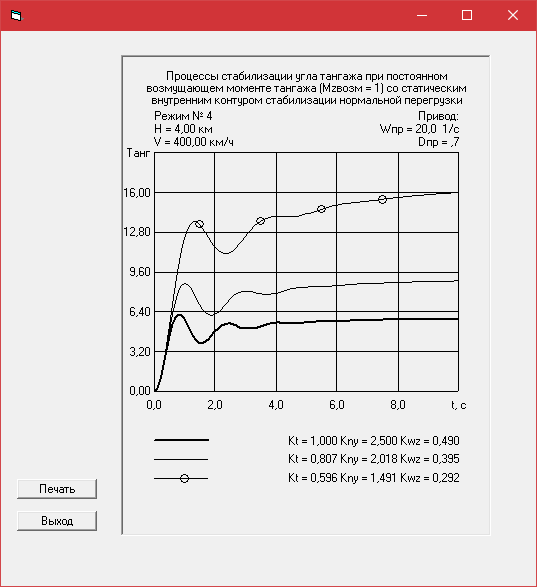 Процессы стабилизации угла тангажа при постоянном
возмущающем моменте тангажа (Mzвозм = 1) со статическим
внутренним контуром стабилизации нормальной перегрузки
Режим № 4 Привод:
H = 4,00 км Wпр = 20,0 1/с
V = 400,00 км/ч Dпр = ,7
Танг
16,00
12,80
9,60
6,40
3,20
0,00
0,0 2,0 4,0 6,0 8,0 t, с
Kt = 1,000 Kny = 2,500 Kwz = 0,490
Kt = 0,807 Kny = 2,018 Kwz = 0,395
Kt = 0,596 Kny = 1,491 Kwz = 0,292
Печать
Выход